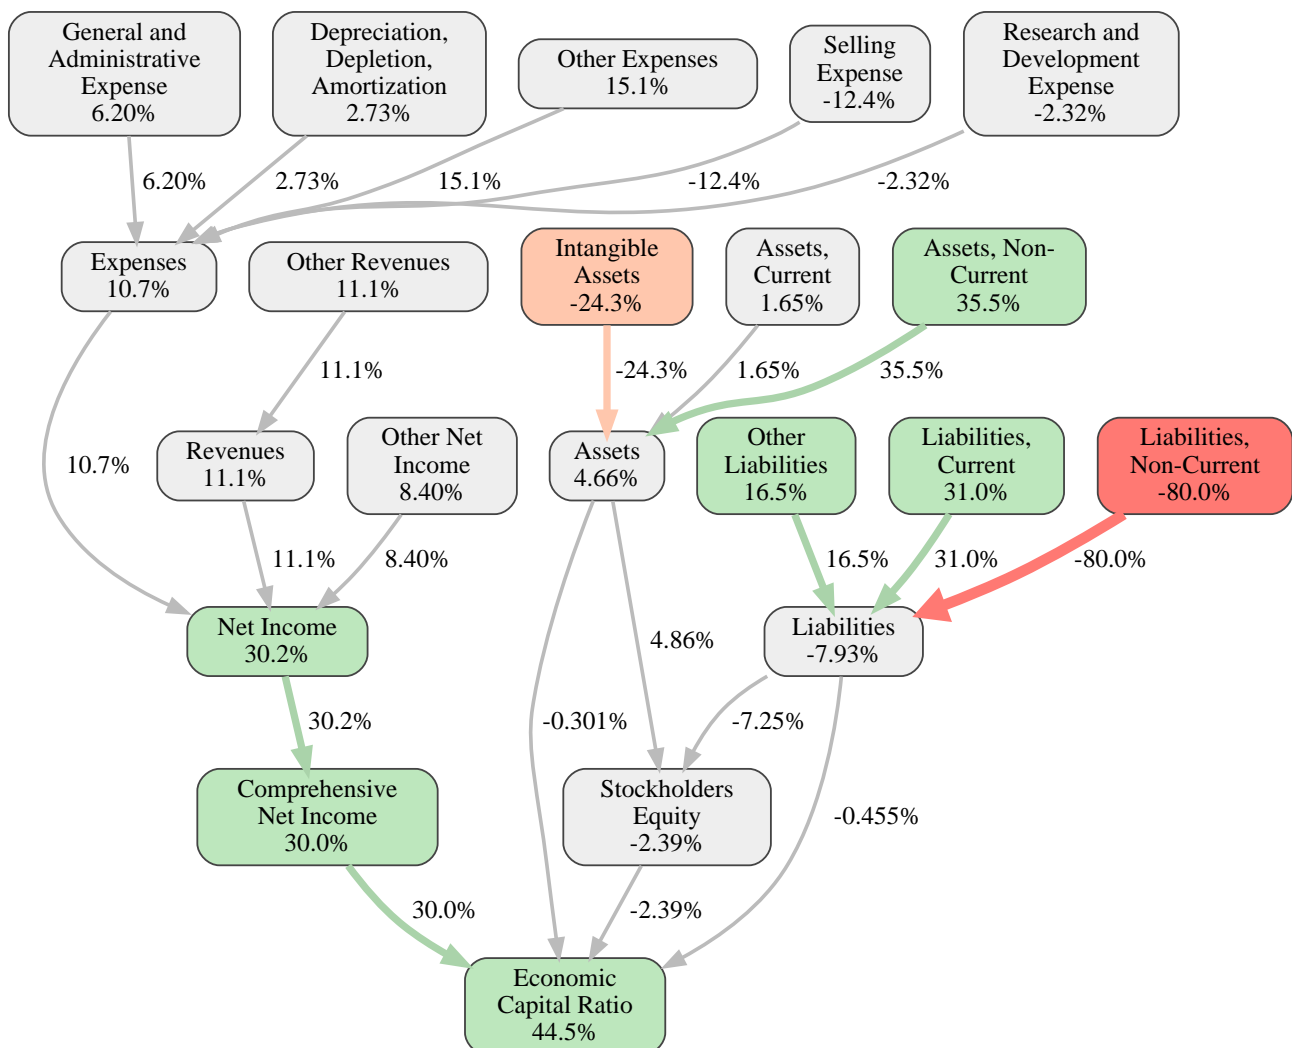 General and
Administrative
Expense
6.20%
Depreciation,
Depletion,
Amortization
2.73%
Other Expenses
15.1%
Selling
Expense
-12.4%
Research and
Development
Expense
-2.32%
6.20%
2.73%
15.1%
-12.4%
-2.32%
Expenses
10.7%
Other Revenues
11.1%
Intangible
Assets
-24.3%
Assets,
Current
1.65%
Assets, Non-
Current
35.5%
11.1%
-24.3%
1.65%
35.5%
10.7%
Revenues
11.1%
Other Net
Income
8.40%
Assets
4.66%
Other
Liabilities
16.5%
Liabilities,
Current
31.0%
Liabilities,
Non-Current
-80.0%
11.1%
8.40%
16.5%
31.0%
-80.0%
Net Income
30.2%
4.86%
Liabilities
-7.93%
30.2%
-0.301%
-7.25%
Comprehensive
Net Income
30.0%
Stockholders
Equity
-2.39%
-0.455%
30.0%
-2.39%
Economic
Capital Ratio
44.5%